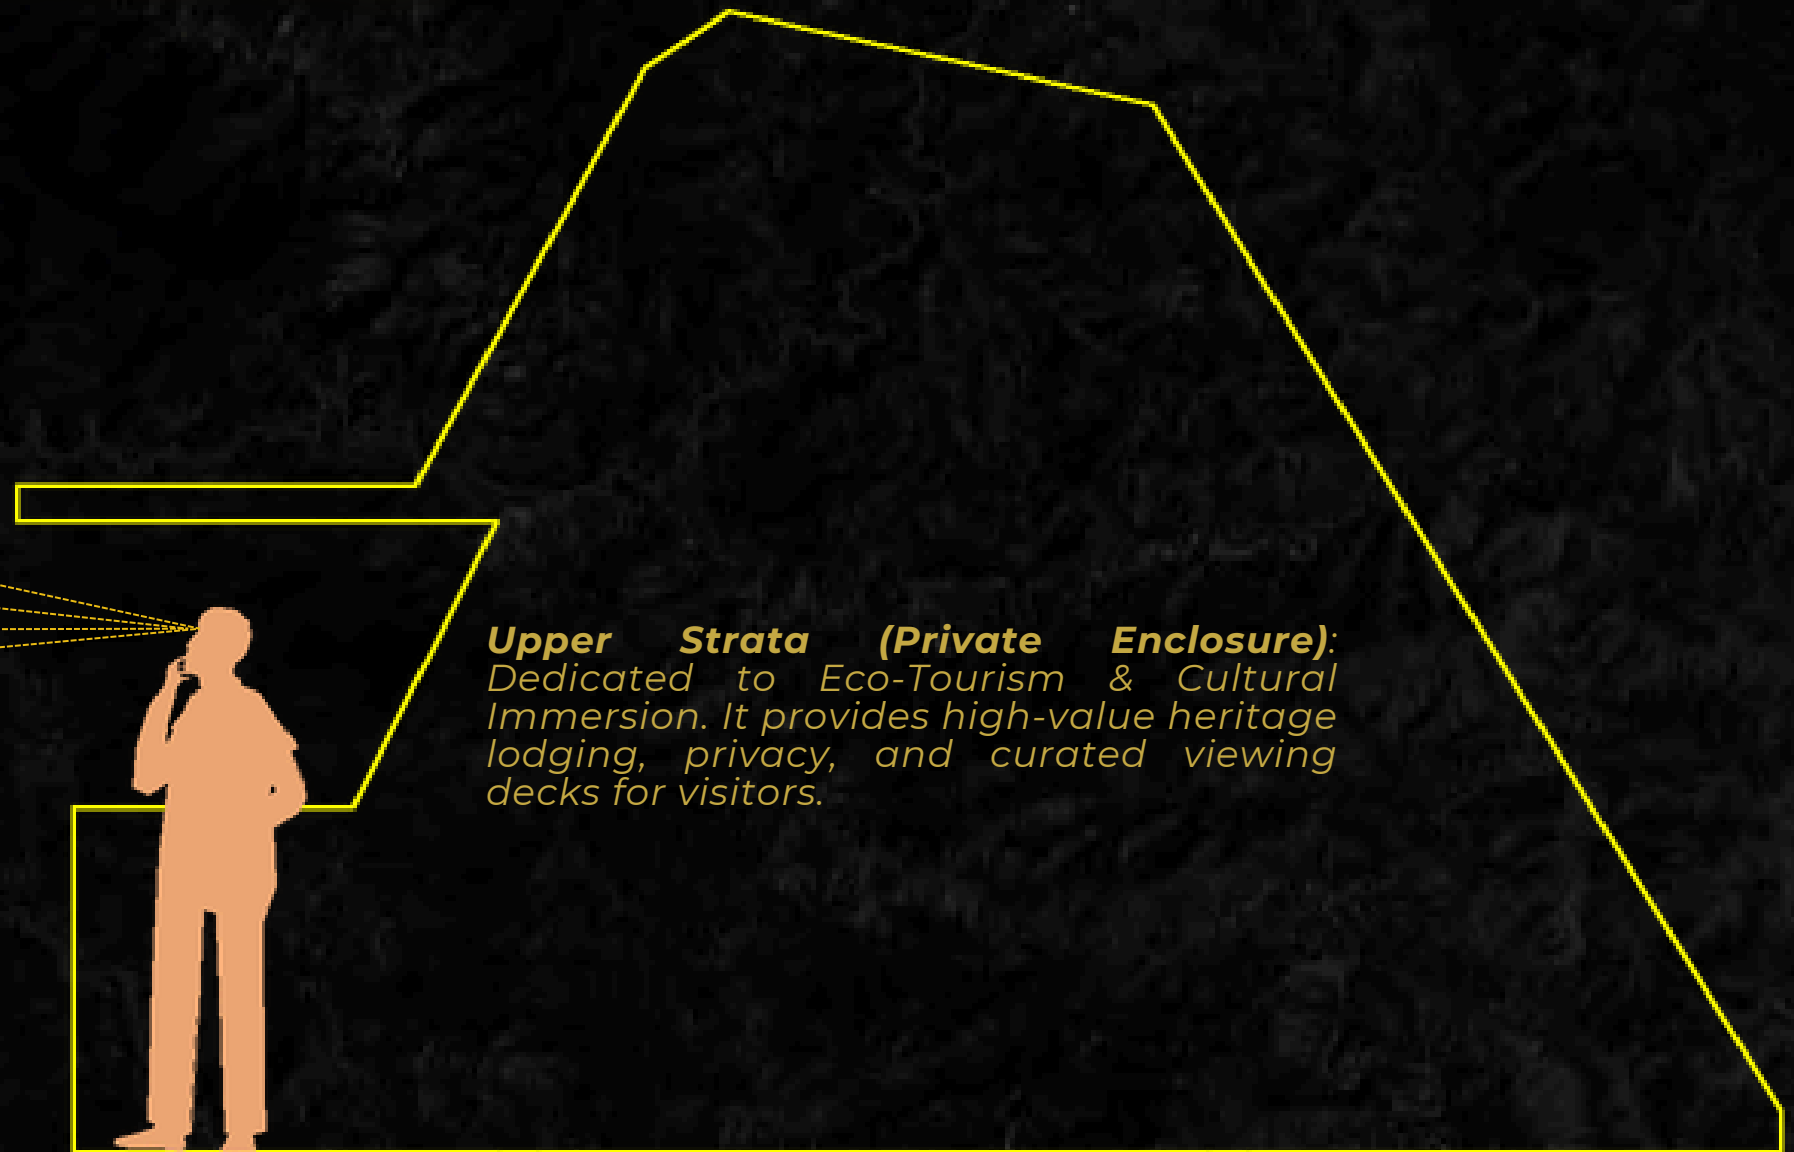 Upper Strata (Private Enclosure):
Dedicated to Eco-Tourism & Cultural
Immersion. It provides high-value heritage
lodging, privacy, and curated viewing
decks for visitors.